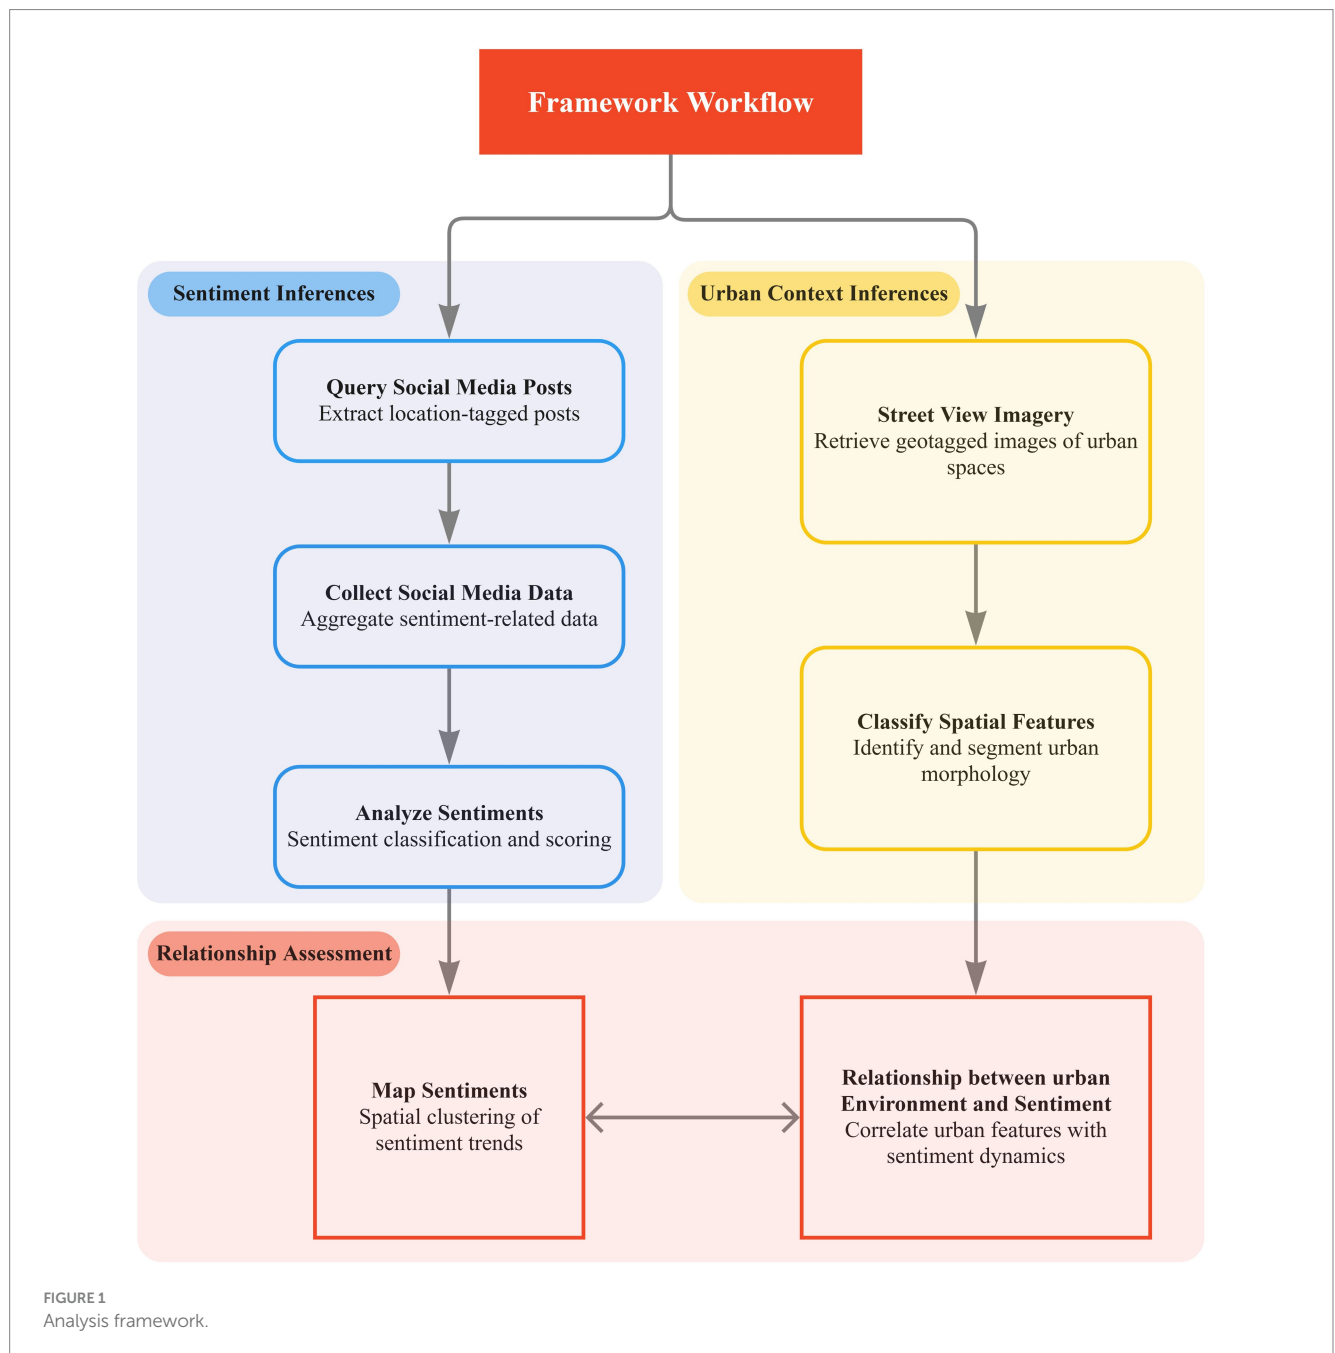 Framework Workflow
Sentiment Inferences
Query Social Media Posts
Extract location-tagged posts
Collect Social Media Data
Aggregate sentiment-related data
Analyze Sentiments
Sentiment classification and scoring
Urban Context Inferences
Street View Imagery
Retrieve geotagged images of urban
spaces
Classify Spatial Features
Identify and segment urban
morphology
Relationship Assessment
Map Sentiments
Spatial clustering of
sentiment trends
Relationship between urban
Environment and Sentiment
Correlate urban features with
sentiment dynamics
FIGURE 1
Analysis framework.